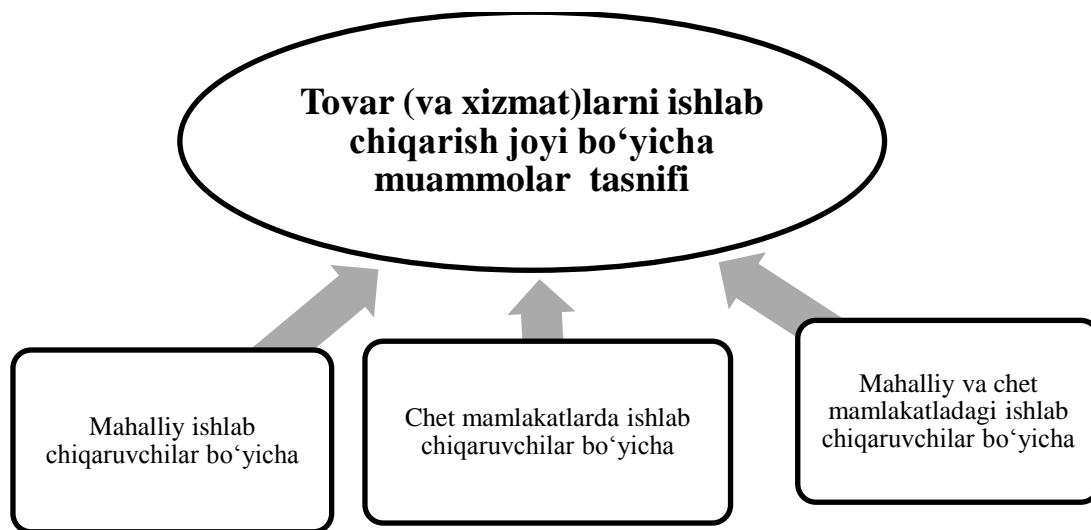 Tovar (va xizmat)larni ishlab
chiqarish joyi bo‘yicha
muammolar tasnifi
Mahalliy ishlab
chiqaruvchilar bo‘yicha
Chet mamlakatlarda ishlab
chiqaruvchilar bo‘yicha
Mahalliy va chet
mamlakatladagi ishlab
chiqaruvchilar bo‘yicha